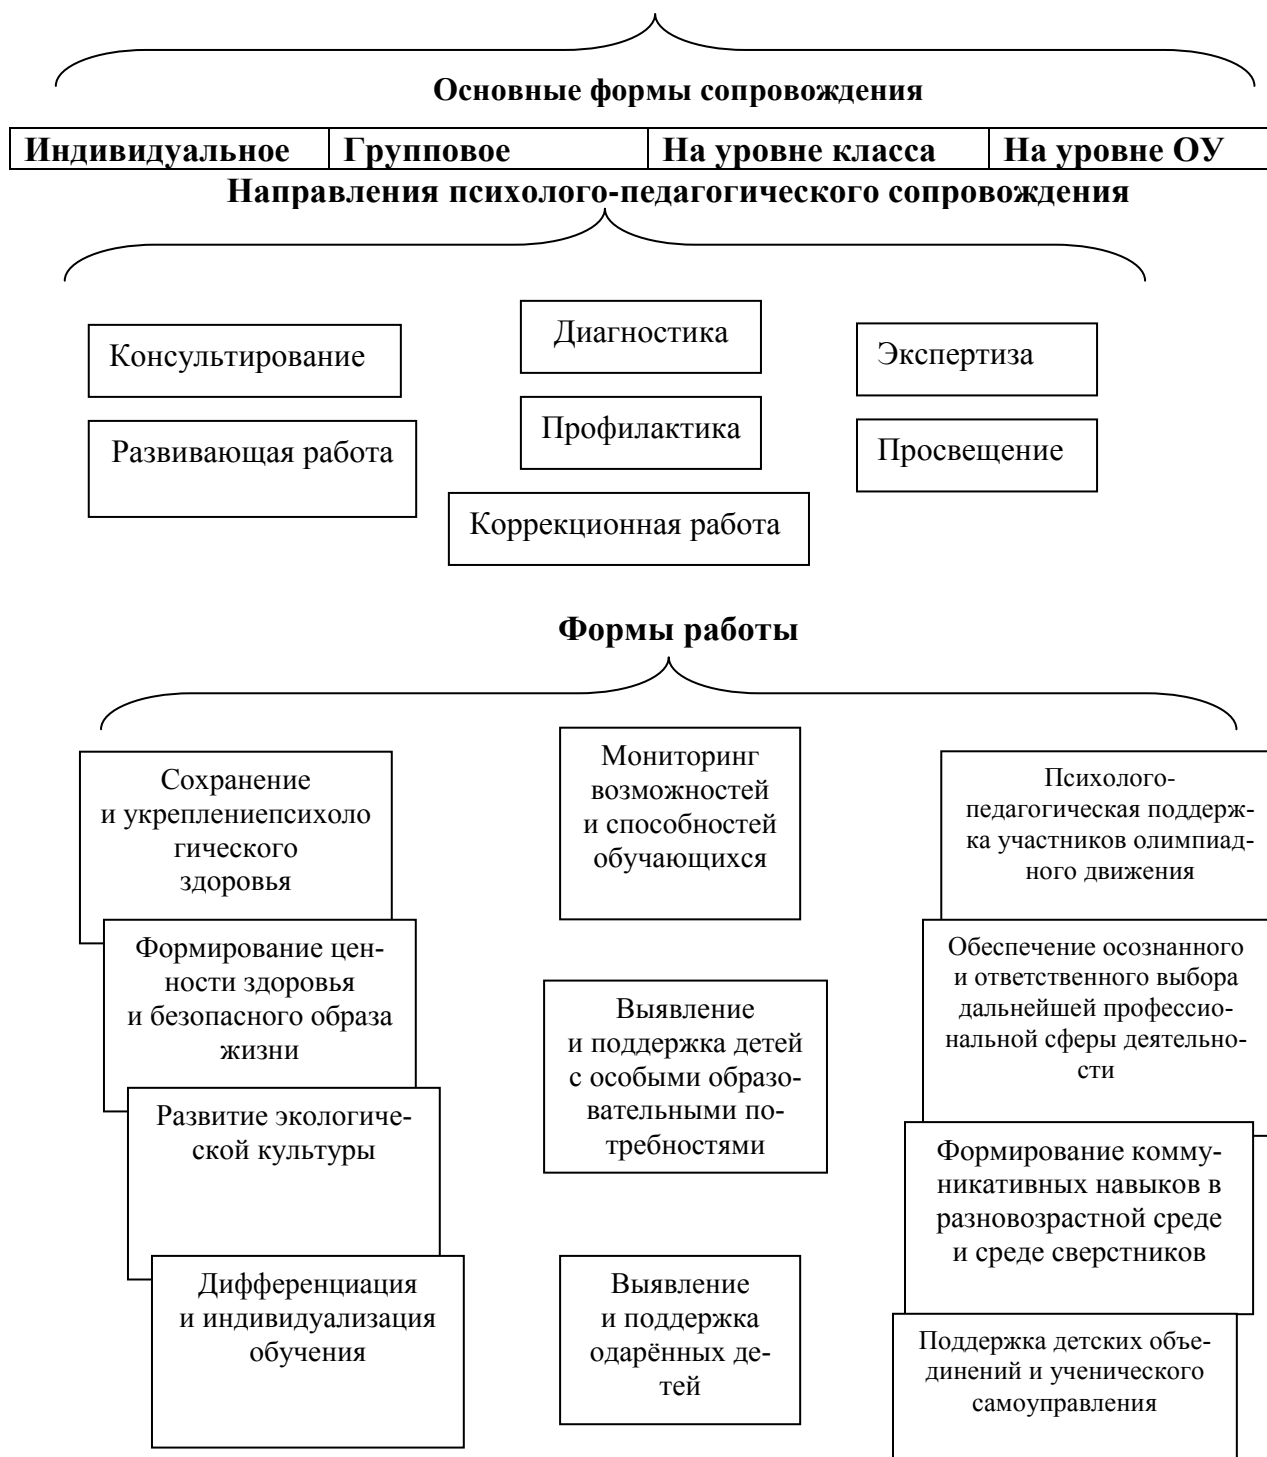 Основные формы сопровождения
Индивидуальное Групповое На уровне класса На уровне ОУ
Направления психолого-педагогического сопровождения
Консультирование
Диагностика
Экспертиза
Развивающая работа
Профилактика
Просвещение
Коррекционная работа
Формы работы
Сохранение
и укреплениепсихоло
гического
здоровья
Формирование цен-
ности здоровья
и безопасного образа
жизни
Развитие экологиче-
ской культуры
Дифференциация
и индивидуализация
обучения
Мониторинг
возможностей
и способностей
обучающихся
Выявление
и поддержка детей
с особыми образо-
вательными по-
требностями
Выявление
и поддержка
одарённых де-
тей
Психолого-
педагогическая поддерж-
ка участников олимпиад-
ного движения
Обеспечение осознанного
и ответственного выбора
дальнейшей профессио-
нальной сферы деятельно-
сти
Формирование комму-
никативных навыков в
разновозрастной среде
и среде сверстников
Поддержка детских объе-
динений и ученического
самоуправления